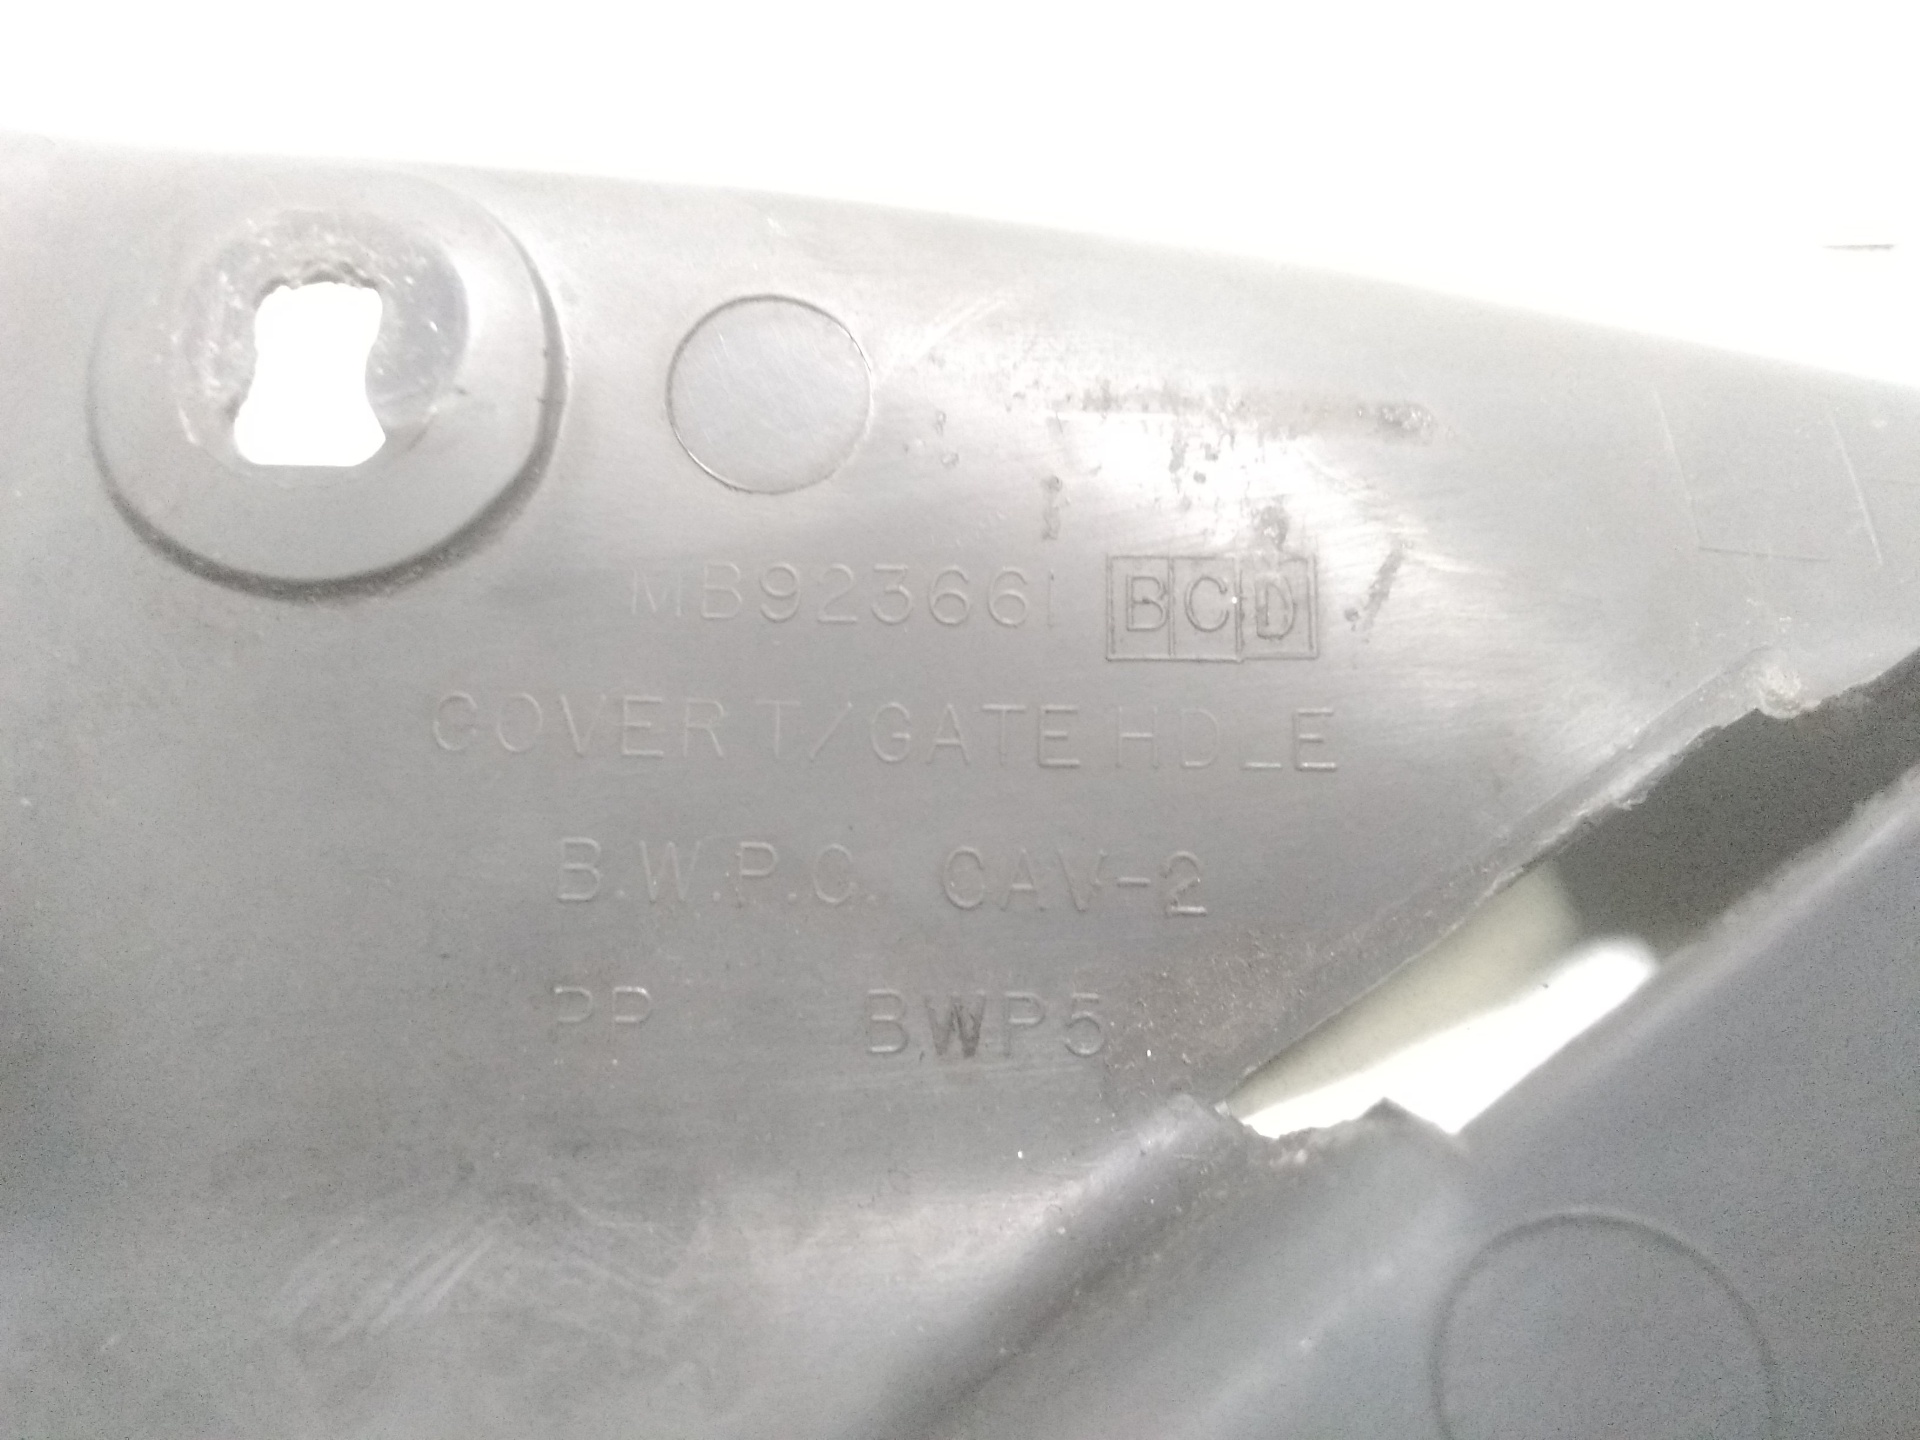 MB923661 BCD
COVER T/GATE HDLE
B.W.P.C. CAV-2
PP BWP5